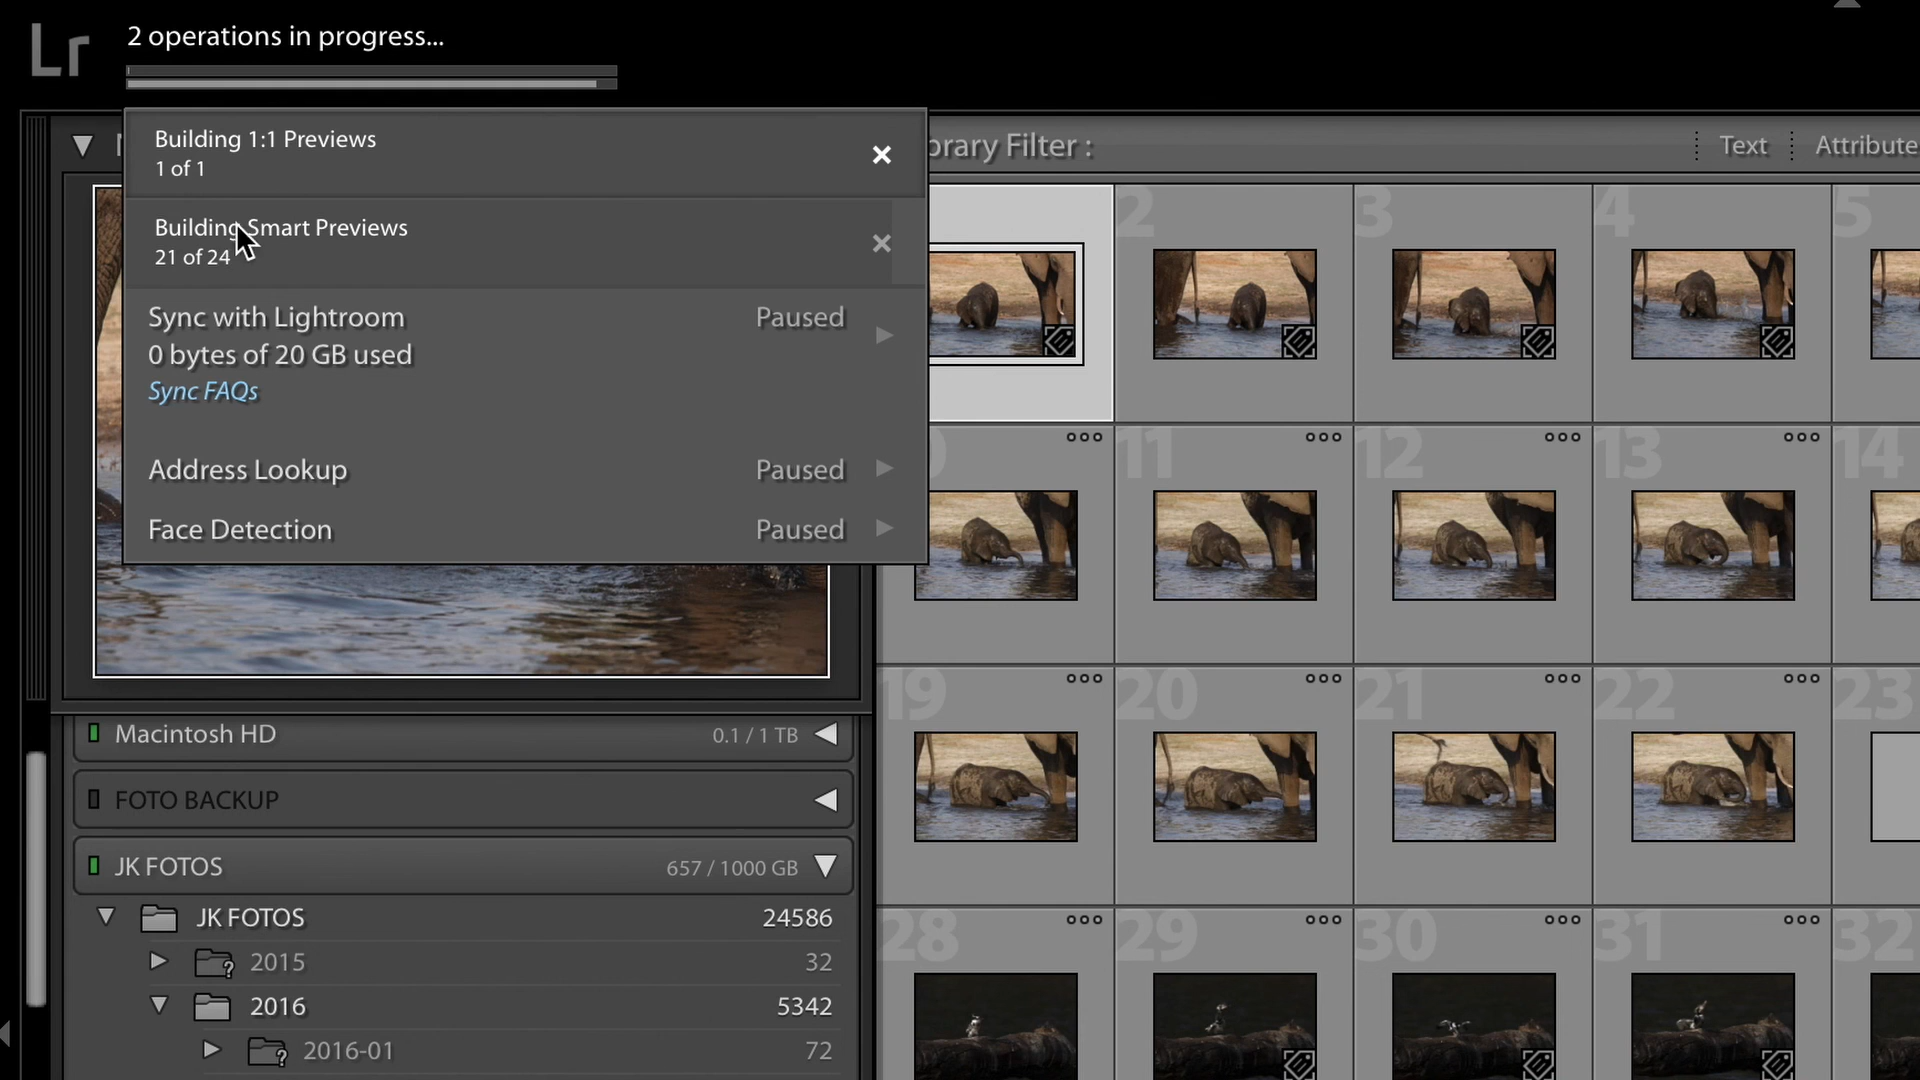 Lr
2 operations in progress...
Building 1:1 Previews
1 of 1
Building Smart Previews
21 of 24
Sync with Lightroom Paused
0 bytes of 20 GB used
Sync FAQs
Address Lookup Paused
Face Detection Paused
Filter :
Text
Attribute
2 3 4 5
11 12 13 14
19 20 21 22 23
28 29 30 31 32
Macintosh HD 0.1 / 1 TB
FOTO BACKUP
JK FOTOS 657 / 1000 GB
JK FOTOS 24586
2015 32
2016 5342
2016-01 72